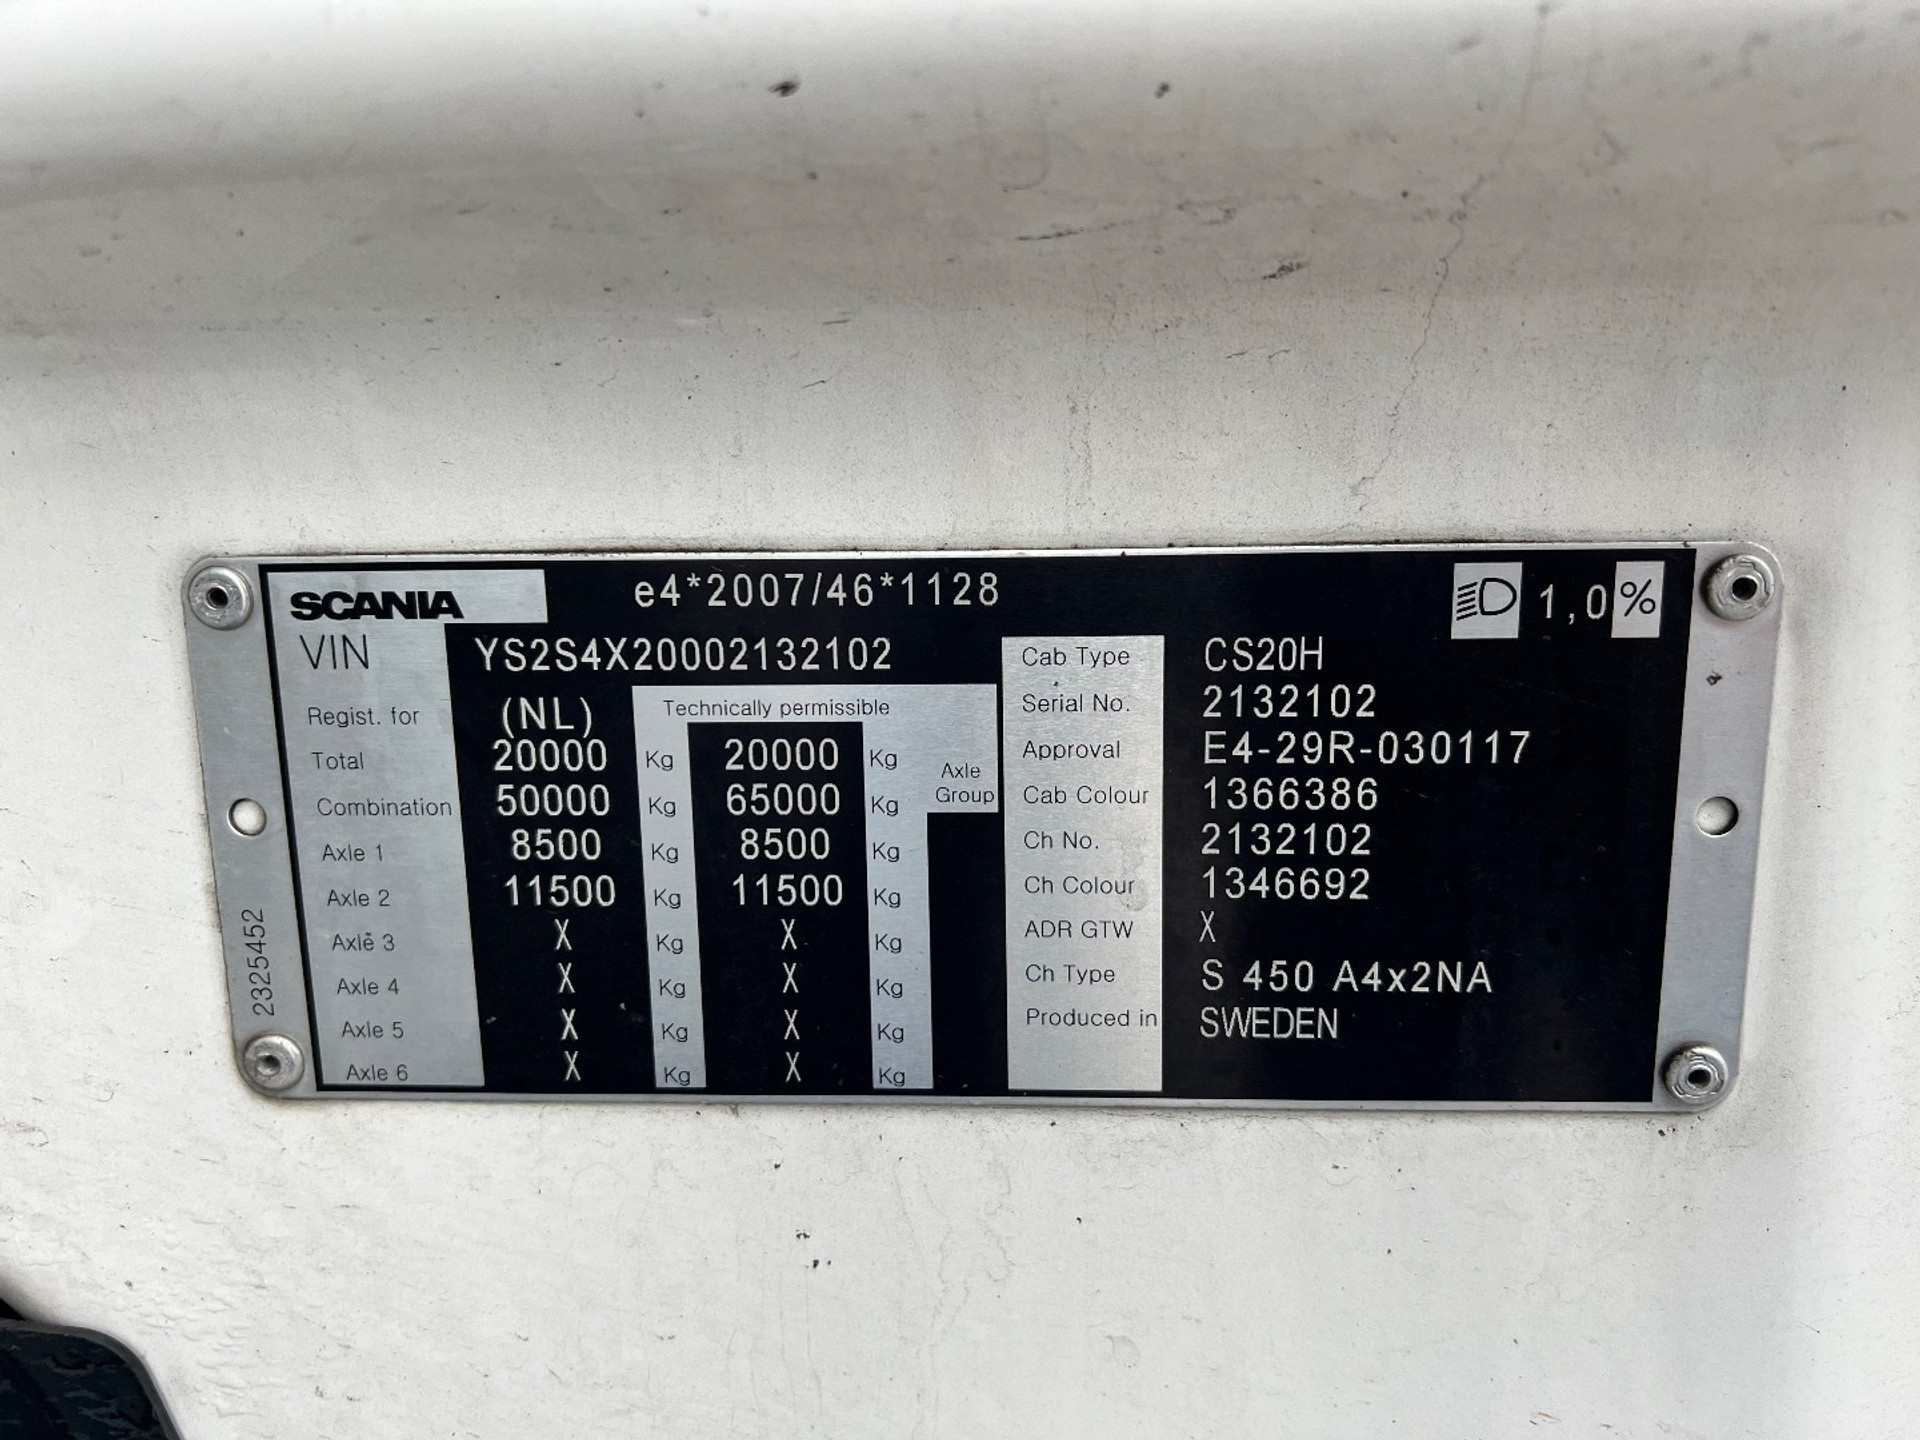 SCANIA e4*2007/46*1128 1,0 %
VIN YS2S4X20002132102
Regist. for (NL) Technically permissible
Total 20000 Kg 20000 Kg
Combination 50000 Kg 65000 Kg Axle Group
Axle 1 8500 Kg 8500 Kg
Axle 2 11500 Kg 11500 Kg
Axle 3 X Kg X Kg
Axle 4 X Kg X Kg
Axle 5 X Kg X Kg
Axle 6 X Kg X Kg
Cab Type CS20H
Serial No. 2132102
Approval E4-29R-030117
Cab Colour 1366386
Ch No. 2132102
Ch Colour 1346692
ADR GTW X
Ch Type S 450 A4x2NA
Produced in SWEDEN
2325452